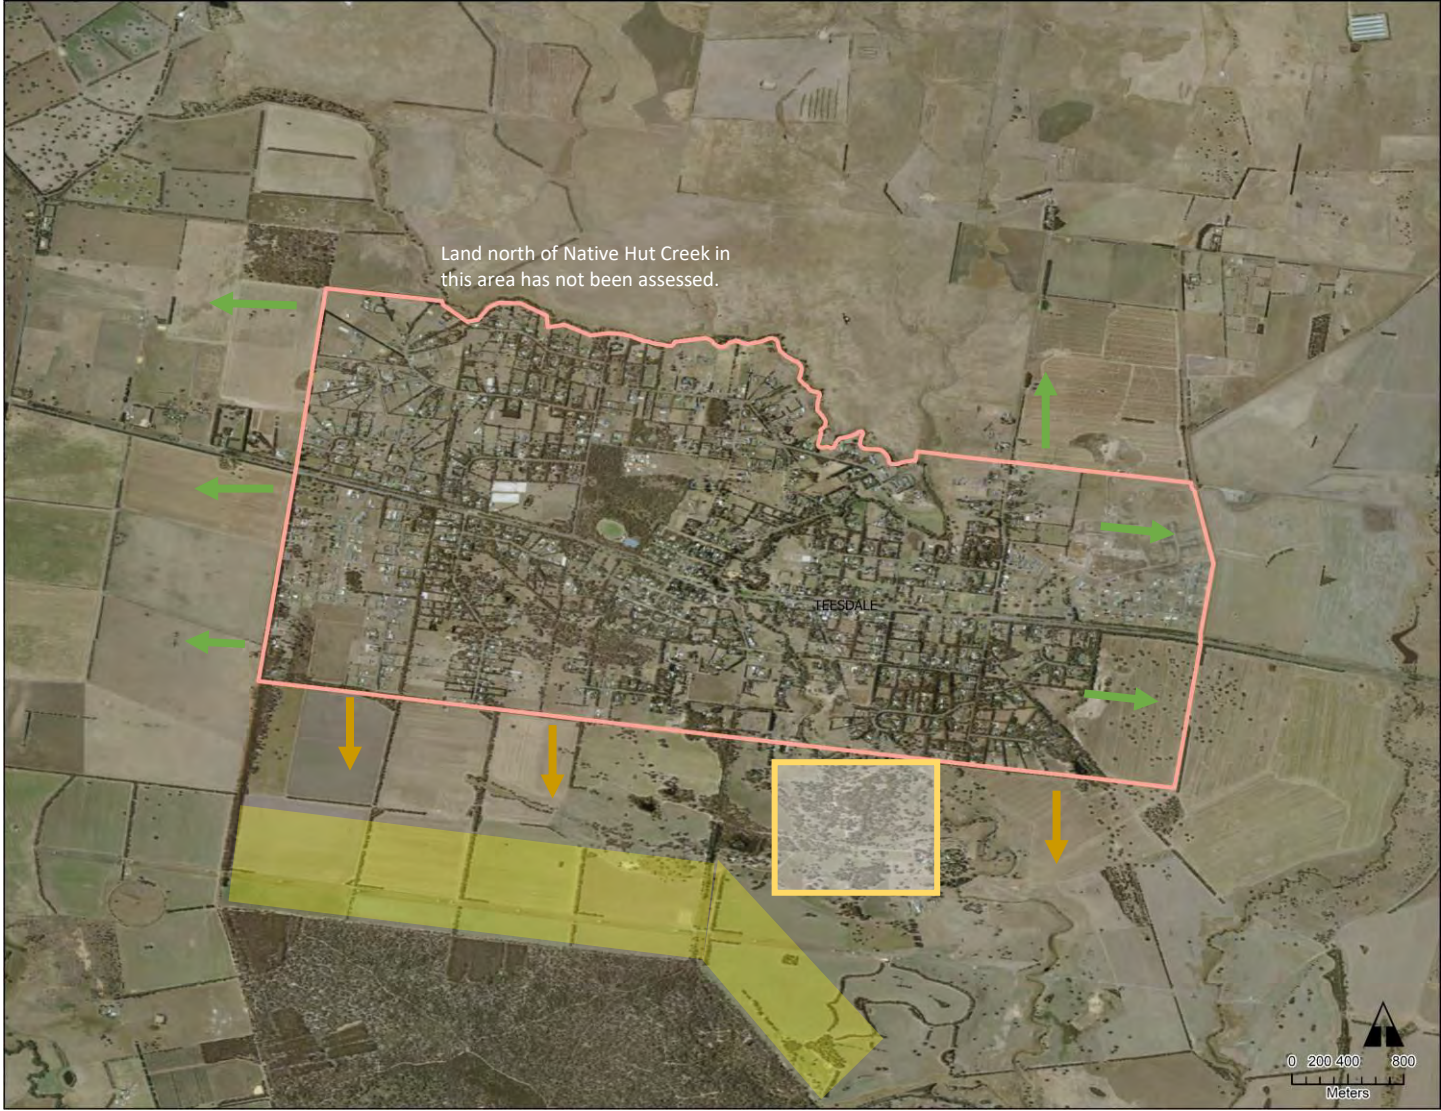 Land north of Native Hut Creek in
this area has not been assessed.
TEESDALE
0 200 400 800
Meters